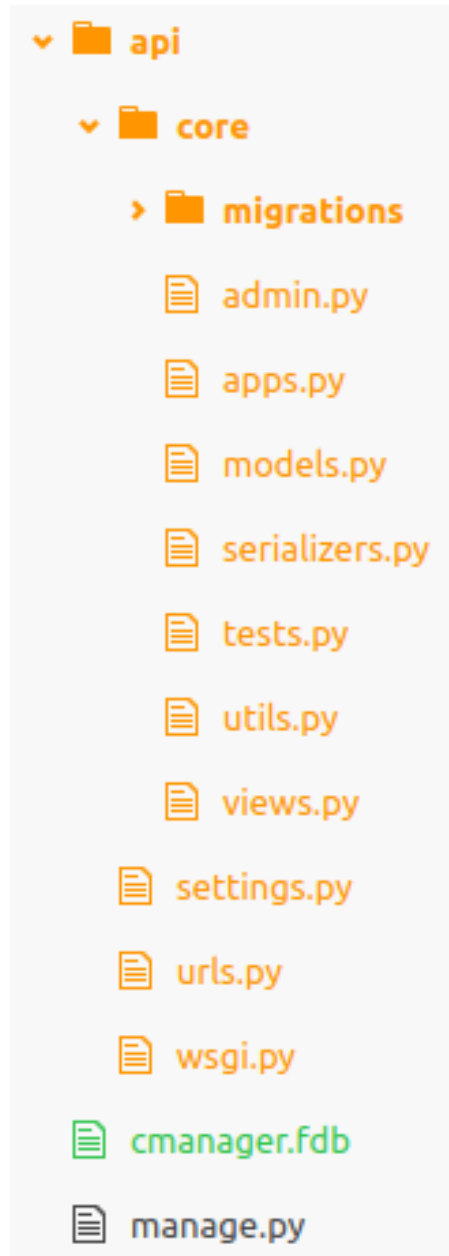 api
core
migrations
admin.py
apps.py
models.py
serializers.py
tests.py
utils.py
views.py
settings.py
urls.py
wsgi.py
cmanager.fdb
manage.py